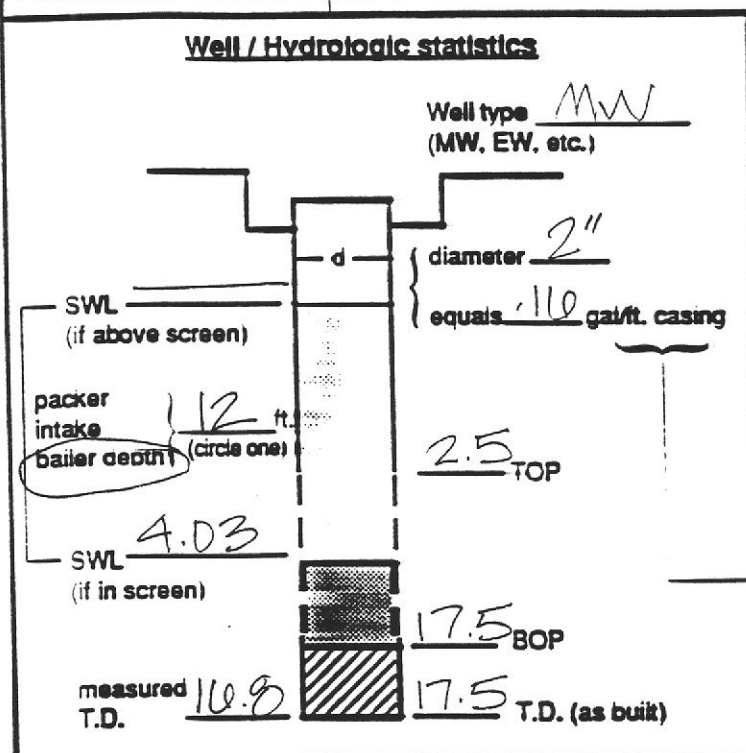 Well / Hydrologic statistics
Well type MW
(MW, EW, etc.)
d
diameter 2"
equals .16 gal/ft. casing
SWL
(if above screen)
packer
intake
bailer depth
12 ft.
(circle one)
2.5 TOP
SWL 4.03
(if in screen)
17.5 BOP
measured 16.8
T.D.
17.5 T.D. (as built)